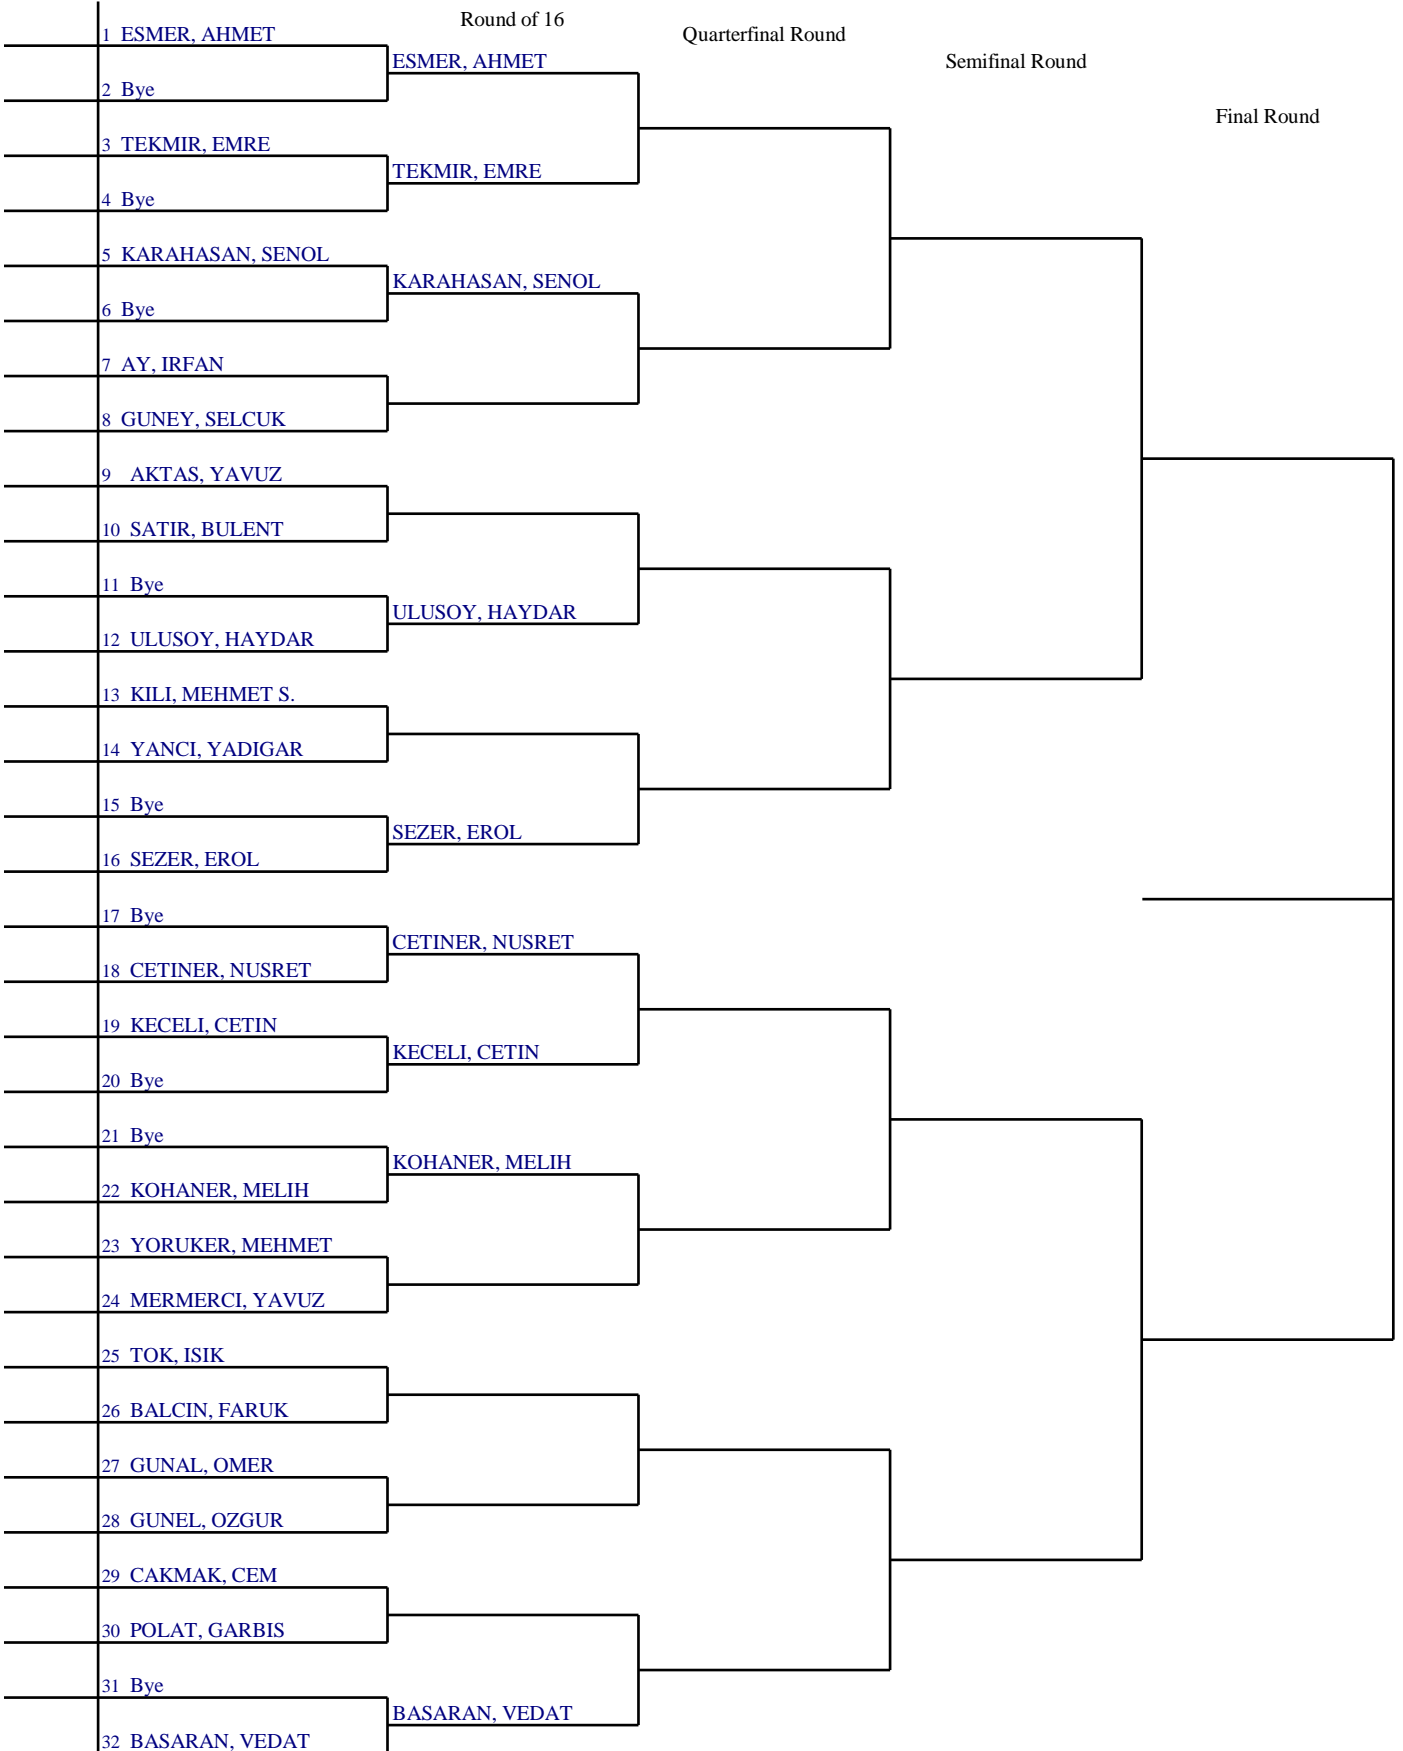 Round of 16
Quarterfinal Round
Semifinal Round
Final Round
1 ESMER, AHMET
2 Bye
3 TEKMIR, EMRE
4 Bye
5 KARAHASAN, SENOL
6 Bye
7 AY, IRFAN
8 GUNEY, SELCUK
9 AKTAS, YAVUZ
10 SATIR, BULENT
11 Bye
12 ULUSOY, HAYDAR
13 KILI, MEHMET S.
14 YANCI, YADIGAR
15 Bye
16 SEZER, EROL
17 Bye
18 CETINER, NUSRET
19 KECELI, CETIN
20 Bye
21 Bye
22 KOHANER, MELIH
23 YORUKER, MEHMET
24 MERMERCI, YAVUZ
25 TOK, ISIK
26 BALCIN, FARUK
27 GUNAL, OMER
28 GUNEL, OZGUR
29 CAKMAK, CEM
30 POLAT, GARBIS
31 Bye
32 BASARAN, VEDAT
ESMER, AHMET
TEKMIR, EMRE
KARAHASAN, SENOL
ULUSOY, HAYDAR
SEZER, EROL
CETINER, NUSRET
KECELI, CETIN
KOHANER, MELIH
BASARAN, VEDAT